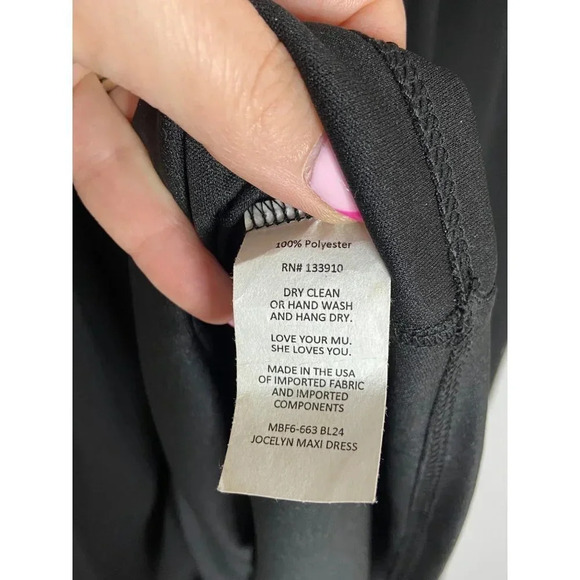 100% Polyester
RN# 133910
DRY CLEAN
OR HAND WASH
AND HANG DRY.
LOVE YOUR MU.
SHE LOVES YOU.
MADE IN THE USA
OF IMPORTED FABRIC
AND IMPORTED
COMPONENTS
MBF6-663 BL24
JOCELYN MAXI DRESS